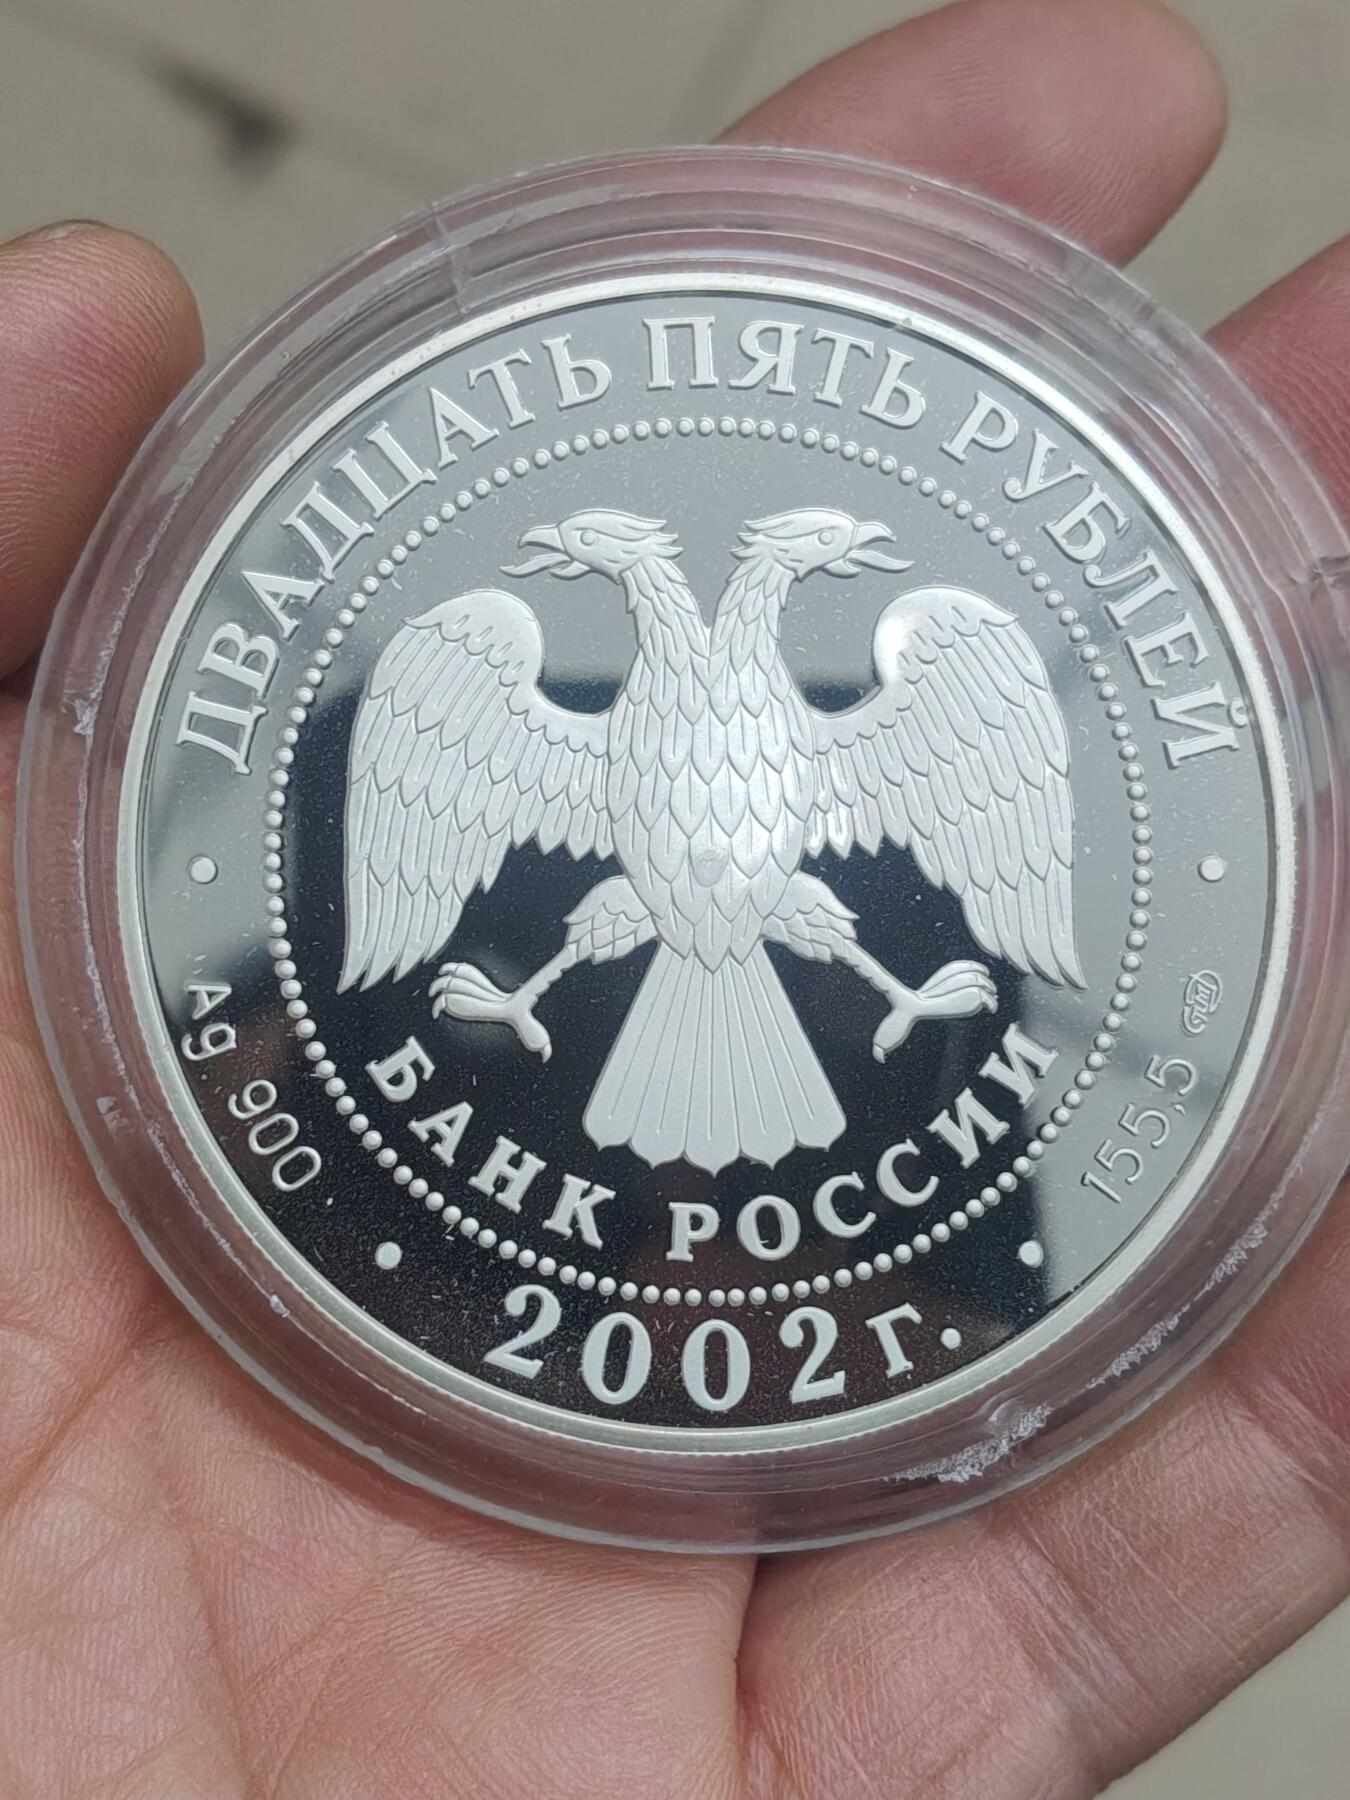 ДВАДЦАТЬ ПЯТЬ РУБЛЕЙ
БАНК РОССИИ
Ag 900
155,5
2002 г.